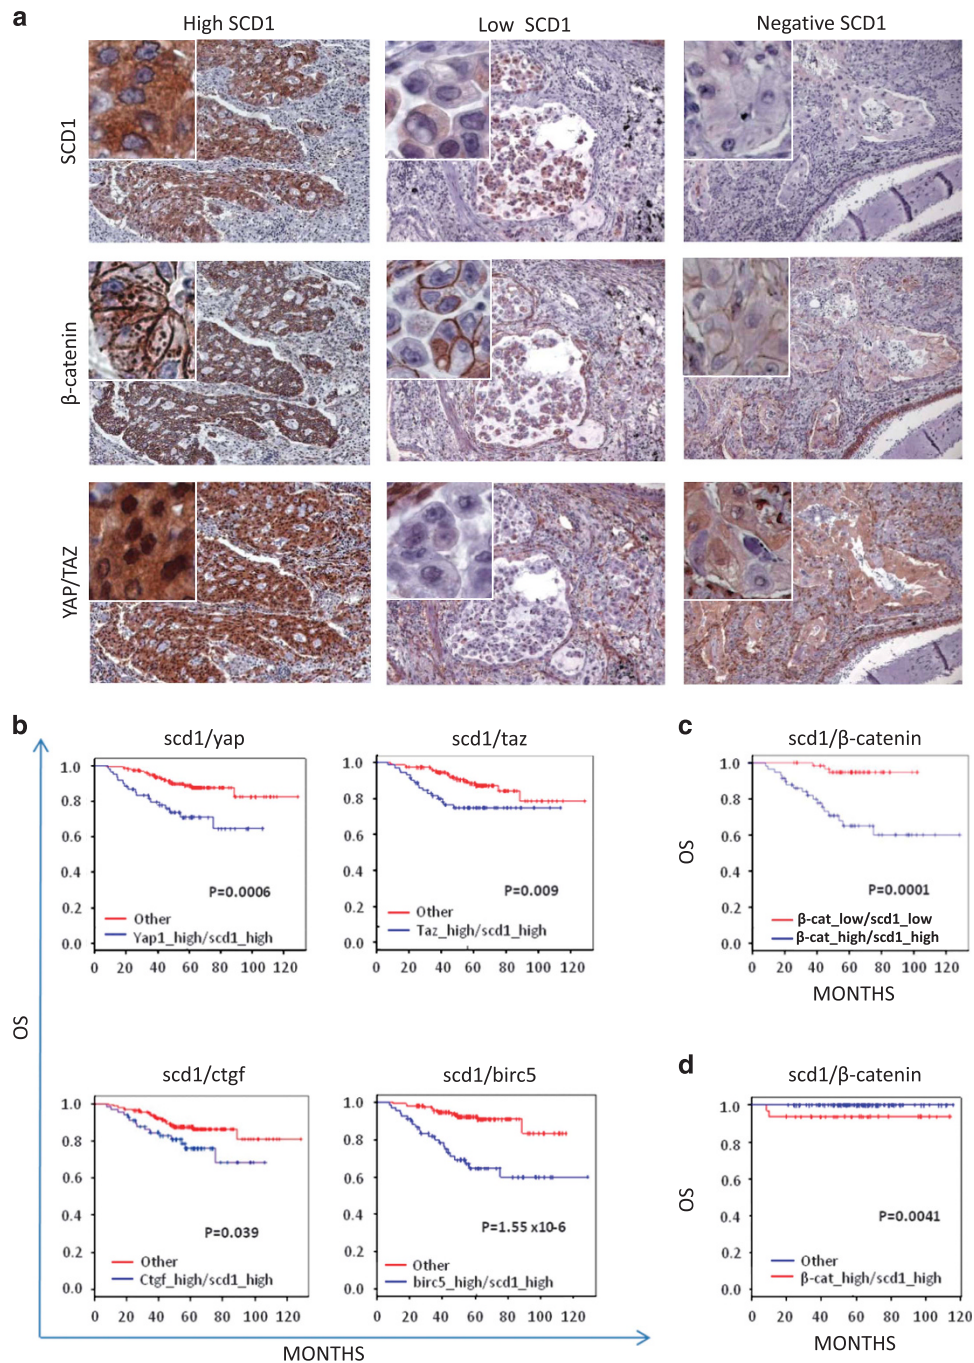 a
High SCD1
Low SCD1
Negative SCD1
SCD1
β-catenin
YAP/TAZ
b
OS
MONTHS
scd1/yap
1.0
0.8
0.6
0.4
0.2
0.0
P=0.0006
Other
Yap1_high/scd1_high
0 20 40 60 80 100 120
scd1/taz
1.0
0.8
0.6
0.4
0.2
0.0
P=0.009
Other
Taz_high/scd1_high
0 20 40 60 80 100 120
scd1/ctgf
1.0
0.8
0.6
0.4
0.2
0.0
P=0.039
Other
Ctgf_high/scd1_high
0 20 40 60 80 100 120
scd1/birc5
1.0
0.8
0.6
0.4
0.2
0.0
P=1.55 x10-6
Other
birc5_high/scd1_high
0 20 40 60 80 100 120
c
scd1/β-catenin
OS
1.0
0.8
0.6
0.4
0.2
0.0
P=0.0001
β-cat_low/scd1_low
β-cat_high/scd1_high
0 20 40 60 80 100 120
MONTHS
d
scd1/β-catenin
OS
1.0
0.8
0.6
0.4
0.2
0.0
P=0.0041
Other
β-cat_high/scd1_high
0 20 40 60 80 100 120
MONTHS